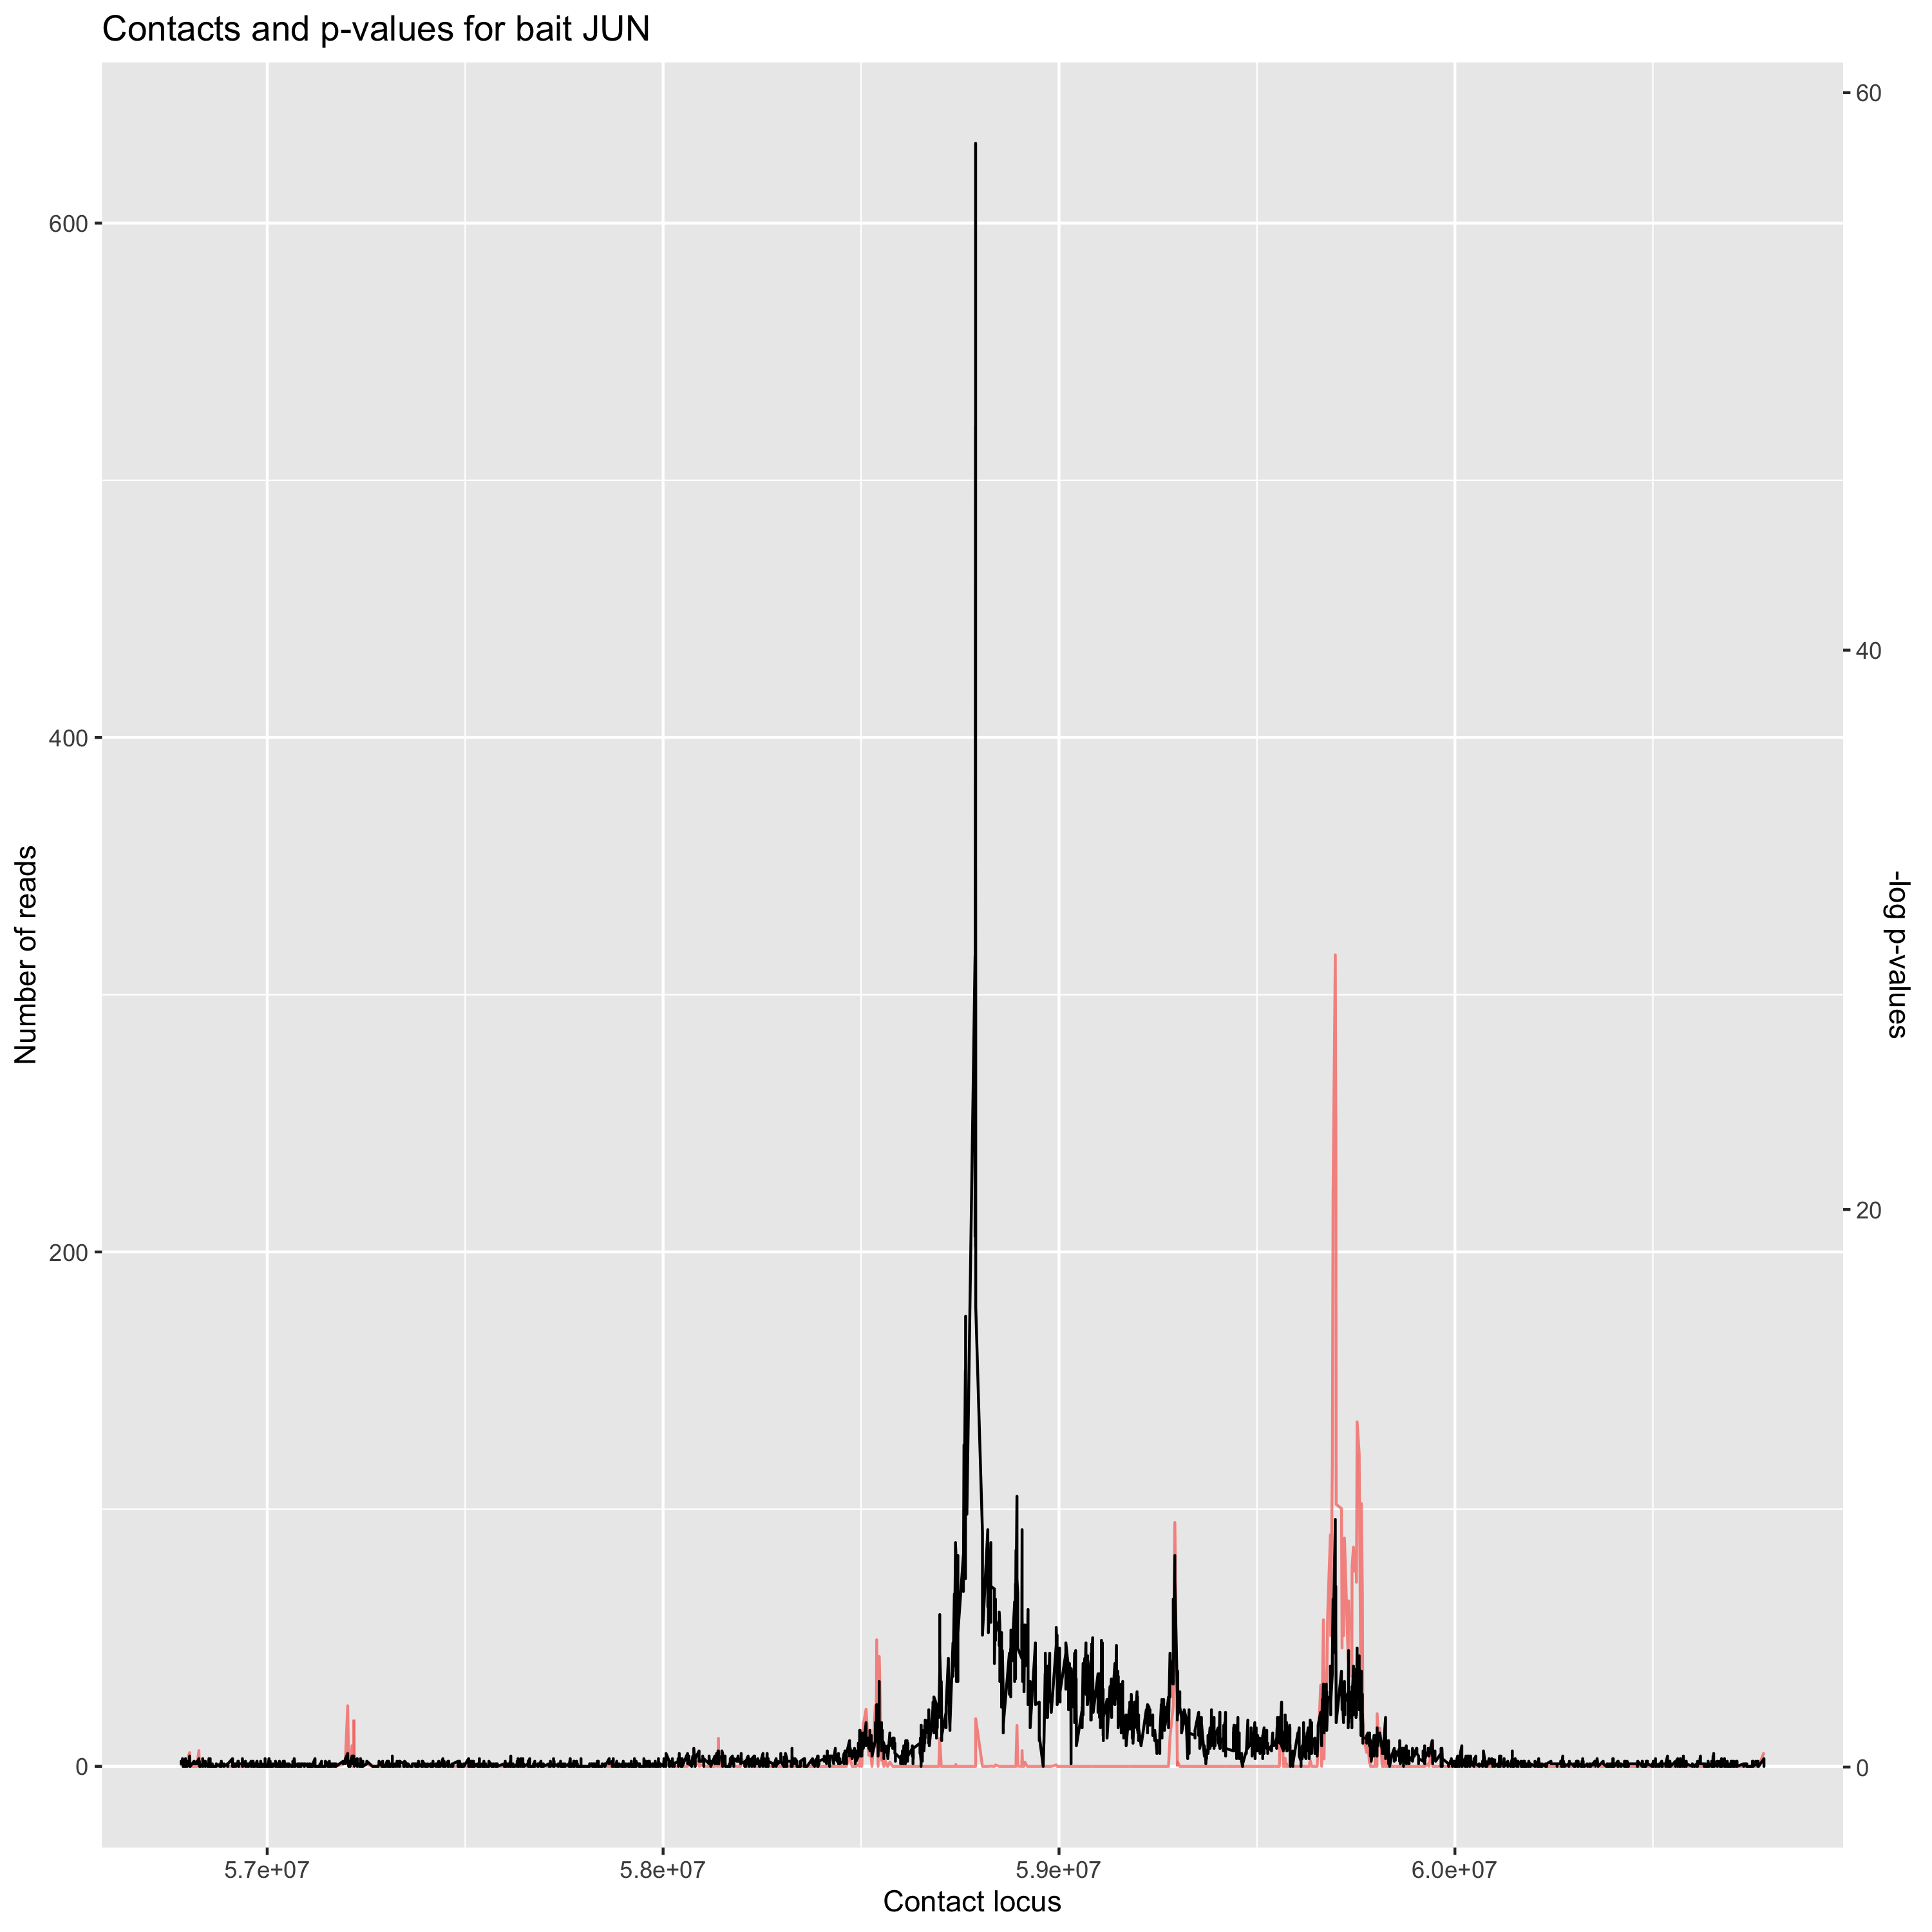 Contacts and p-values for bait JUN
60
600
40
400
Number of reads
-log p-values
20
200
0
0
5.7e+07
5.8e+07
5.9e+07
6.0e+07
Contact locus